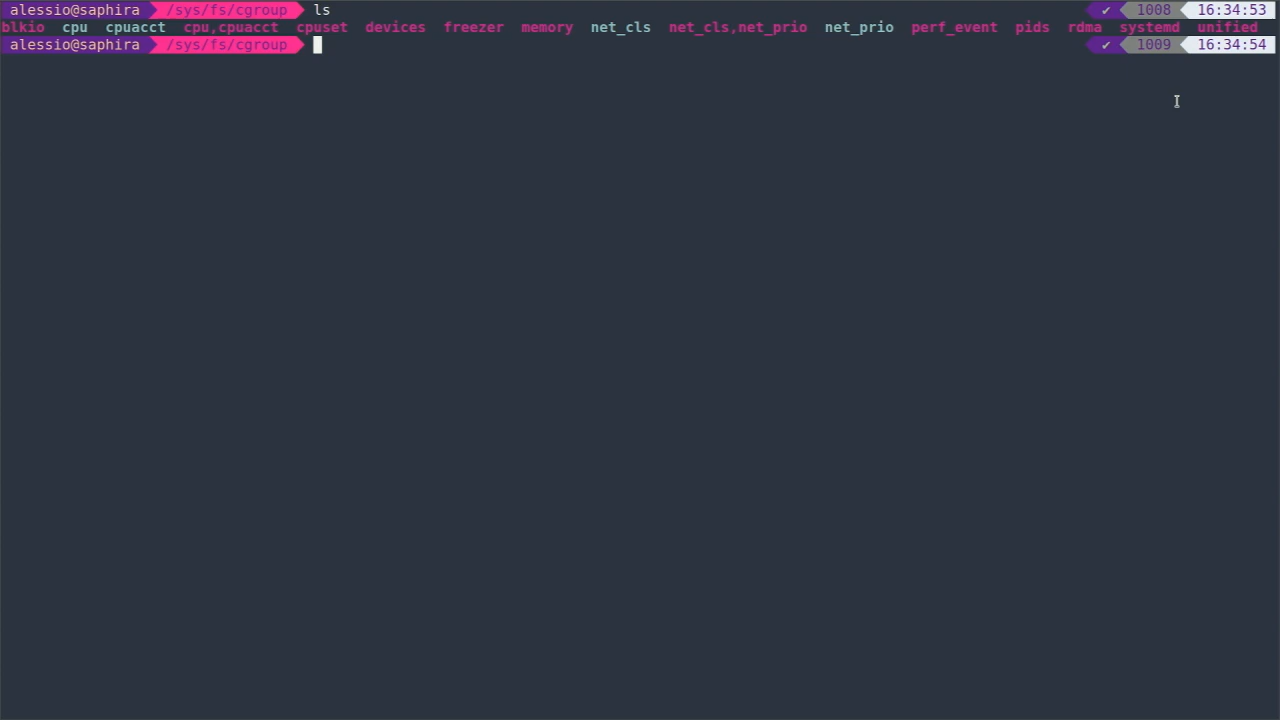 alessio@saphira /sys/fs/cgroup ls ✔ 1008 16:34:53
blkio cpu cpuacct cpu,cpuacct cpuset devices freezer memory net_cls net_cls,net_prio net_prio perf_event pids rdma systemd unified
alessio@saphira /sys/fs/cgroup ✔ 1009 16:34:54